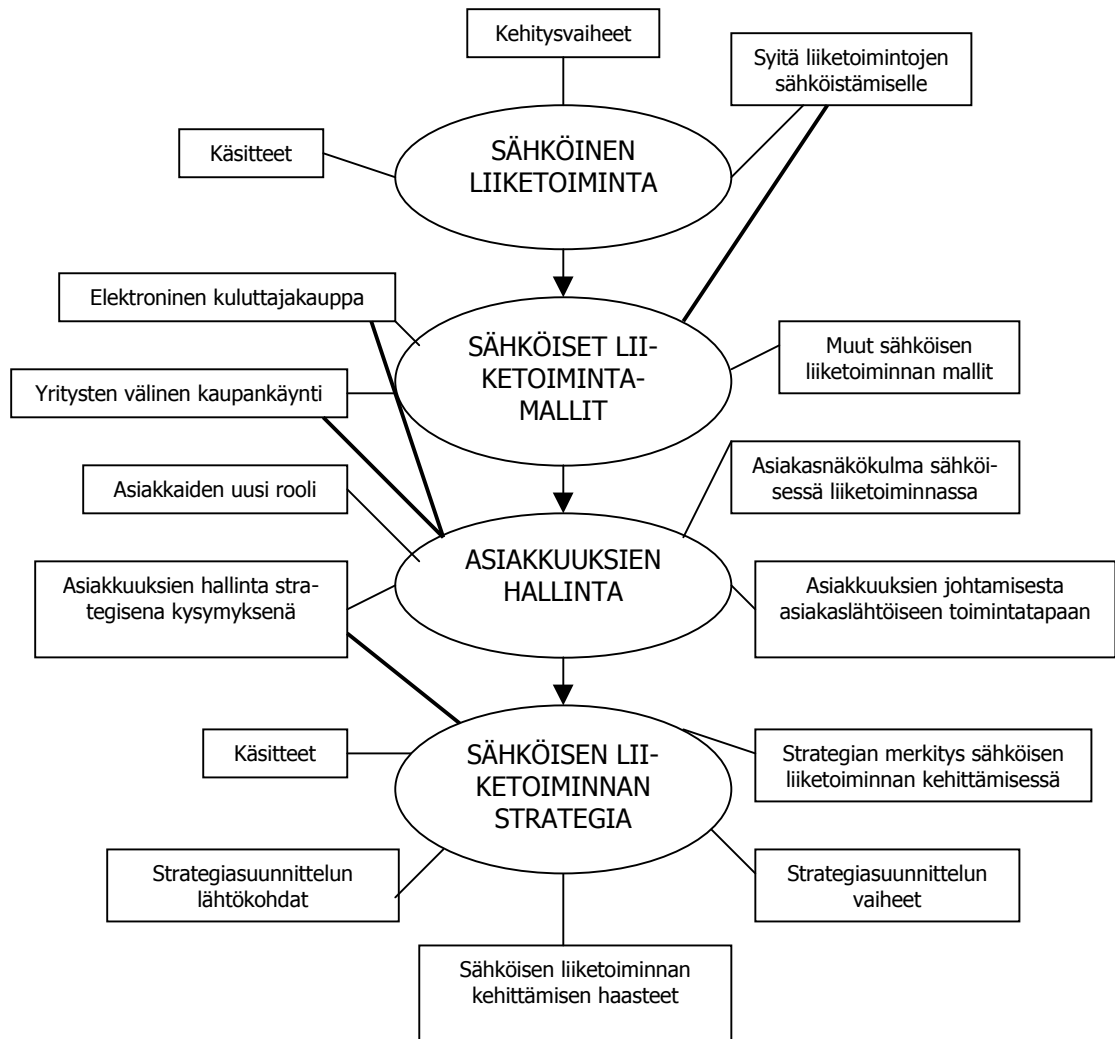 Kehitysvaiheet
Syitä liiketoimintojen
sähköistämiselle
Käsitteet
SÄHKÖINEN
LIIKETOIMINTA
Elektroninen kuluttajakauppa
SÄHKÖISET LII-
KETOIMINTA-
MALLIT
Muut sähköisen
liiketoiminnan mallit
Yritysten välinen kaupankäynti
Asiakasnäkökulma sähköi-
sessä liiketoiminnassa
Asiakkaiden uusi rooli
ASIAKKUUKSIEN
HALLINTA
Asiakkuuksien hallinta stra-
tegisena kysymyksenä
Asiakkuuksien johtamisesta
asiakaslähtöiseen toimintatapaan
Käsitteet
SÄHKÖISEN LII-
KETOIMINNAN
STRATEGIA
Strategian merkitys sähköisen
liiketoiminnan kehittämisessä
Strategiasuunnittelun
lähtökohdat
Strategiasuunnittelun
vaiheet
Sähköisen liiketoiminnan
kehittämisen haasteet